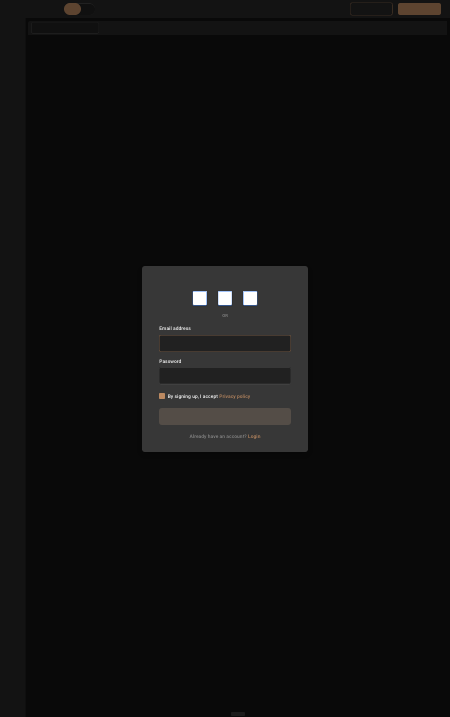 OR
Email address
Password
By signing up, I accept Privacy policy
Already have an account? Login